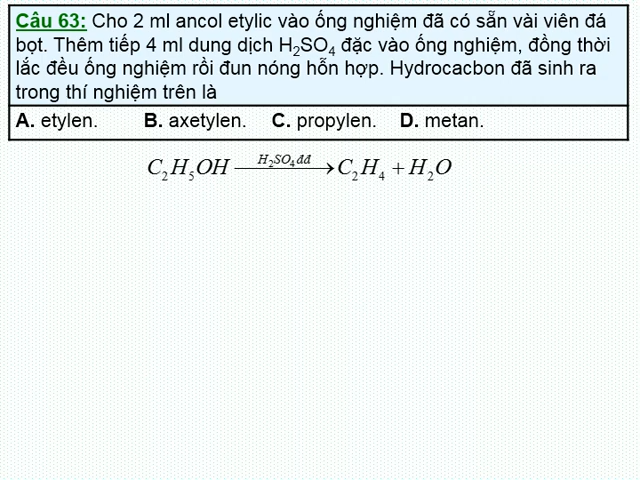 Câu 63: Cho 2 ml ancol etylic vào ống nghiệm đã có sẵn vài viên đá
bọt. Thêm tiếp 4 ml dung dịch H₂SO₄ đặc vào ống nghiệm, đồng thời
lắc đều ống nghiệm rồi đun nóng hỗn hợp. Hydrocacbon đã sinh ra
trong thí nghiệm trên là
A. etylen. B. axetylen. C. propylen. D. metan.
C₂H₅OH ⟶ H₂SO₄ đđ C₂H₄ + H₂O